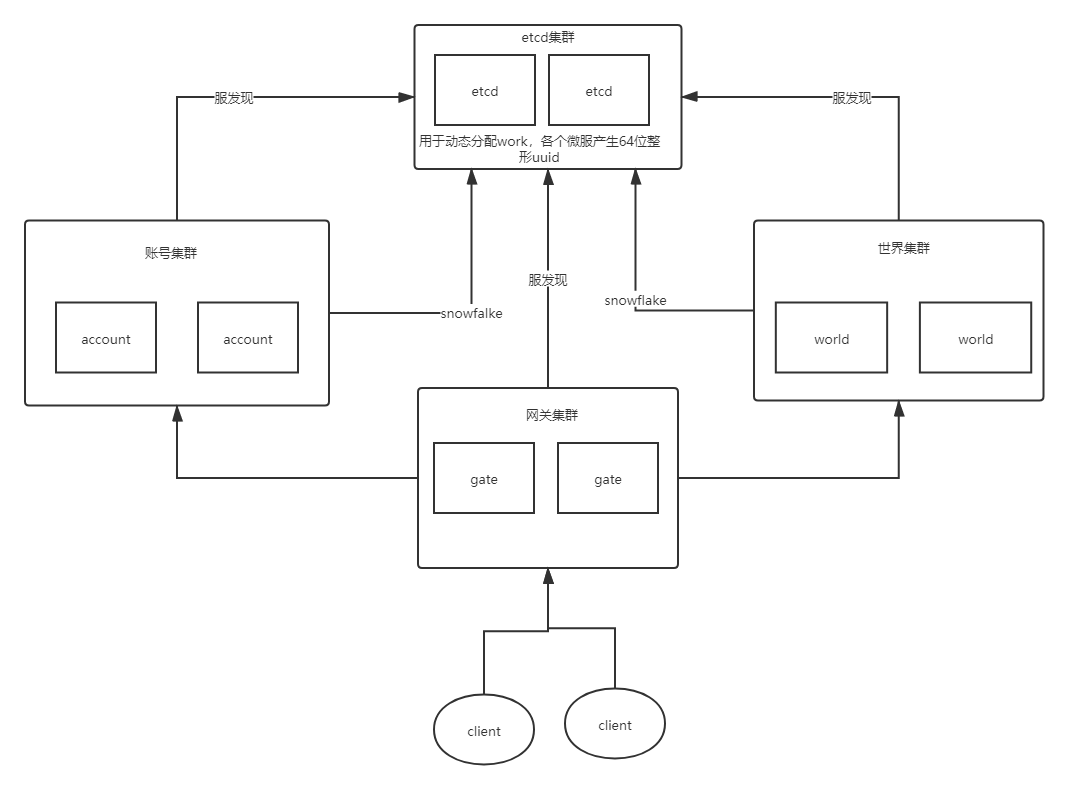 etcd集群
etcd
etcd
用于动态分配work，各个微服产生64位整
形uuid
服发现
服发现
账号集群
account
account
snowfalke
服发现
snowflake
世界集群
world
world
网关集群
gate
gate
client
client